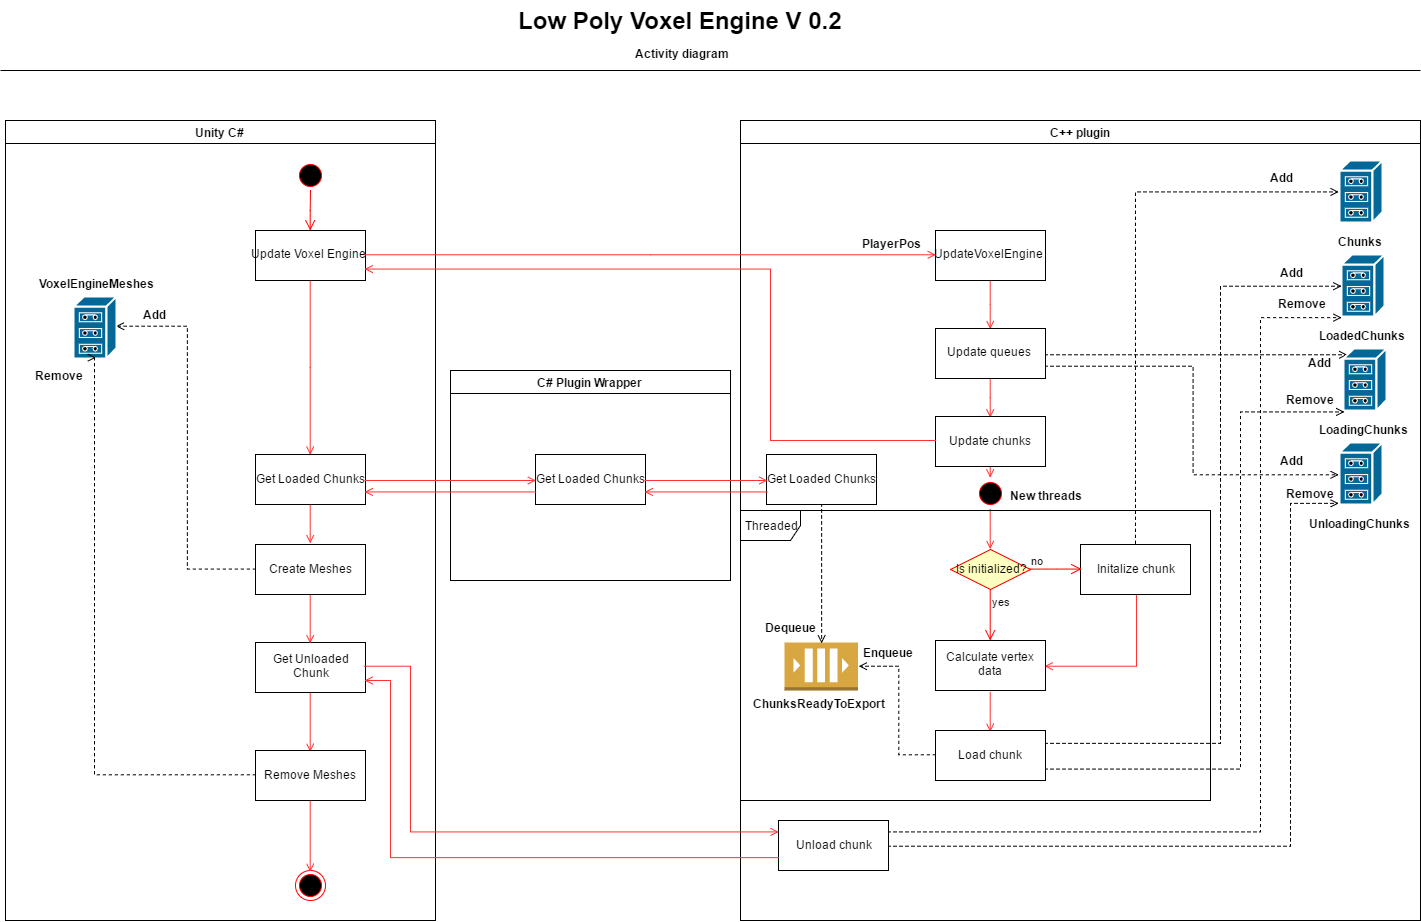 Low Poly Voxel Engine V 0.2
Activity diagram
Unity C#
Update Voxel Engine
VoxelEngineMeshes
Add
Remove
Get Loaded Chunks
Create Meshes
Get Unloaded
Chunk
Remove Meshes
C# Plugin Wrapper
Get Loaded Chunks
C++ plugin
PlayerPos
UpdateVoxelEngine
Update queues
Update chunks
Get Loaded Chunks
New threads
Threaded
Is initialized?
no
yes
Initalize chunk
Calculate vertex
data
Load chunk
Dequeue
Enqueue
ChunksReadyToExport
Unload chunk
Add
Chunks
Add
Remove
LoadedChunks
Add
Remove
LoadingChunks
Add
Remove
UnloadingChunks